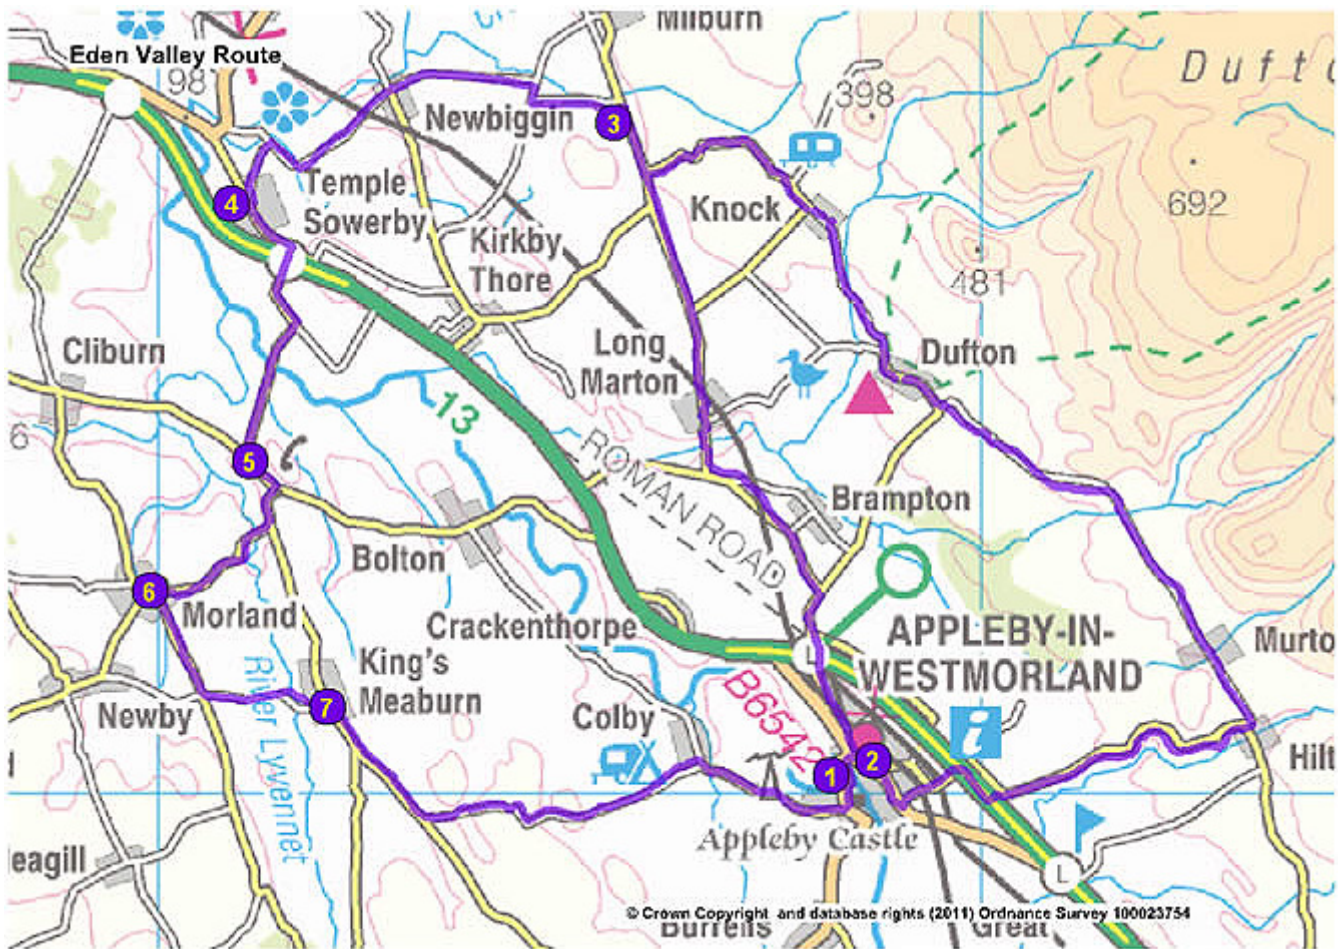 Milburn
Eden Valley Route
Duft
98
398
Newbiggin
3
Temple
Sowerby
4
Knock
692
Kirkby
Thore
481
Cliburn
Long
Marton
Dufton
13
6
5
ROMAN ROAD
Brampton
Bolton
6
Morland
Crackenthorpe
APPLEBY-IN-
WESTMORLAND
L
Murto
King's
Meaburn
7
River Lyvennet
Newby
Colby
B6542
i
1
2
Hilt
Appleby Castle
eagill
L
© Crown Copyright and database rights (2011) Ordnance Survey 100023754
Burrells
Great